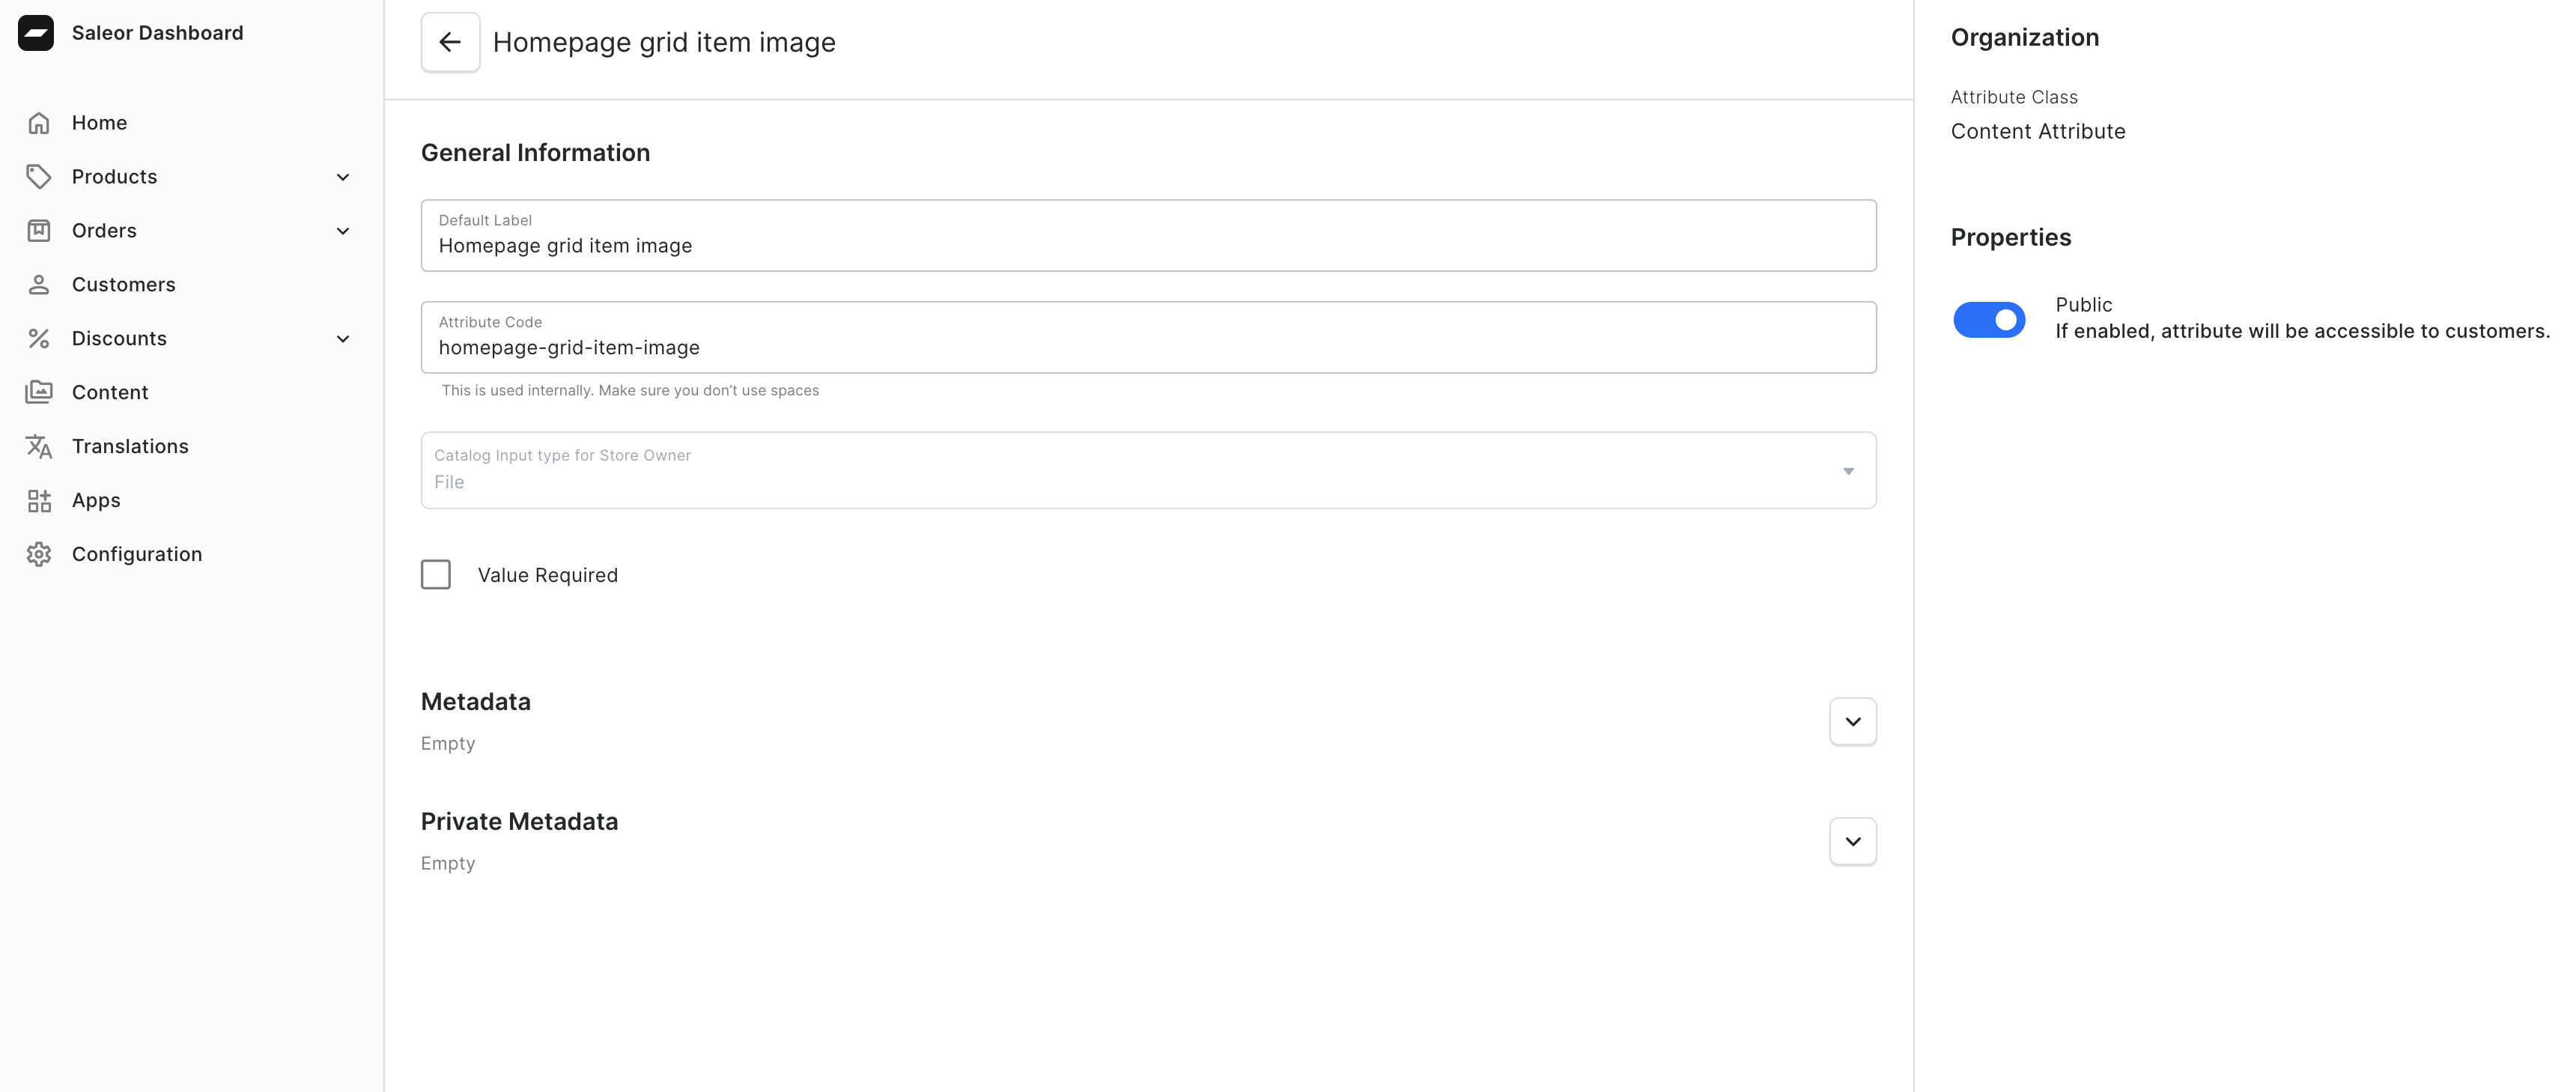 Saleor Dashboard
Home
Products
Orders
Customers
Discounts
Content
Translations
Apps
Configuration
Homepage grid item image
General Information
Default Label
Homepage grid item image
Attribute Code
homepage-grid-item-image
This is used internally. Make sure you don’t use spaces
Catalog Input type for Store Owner
File
Value Required
Metadata
Empty
Private Metadata
Empty
Organization
Attribute Class
Content Attribute
Properties
Public
If enabled, attribute will be accessible to customers.